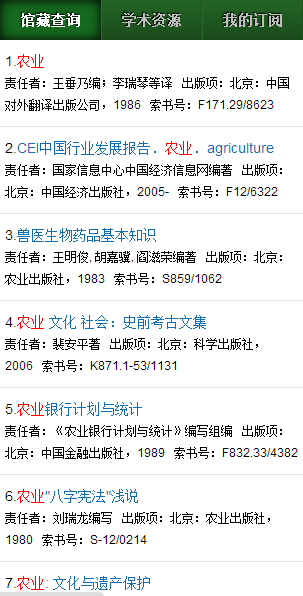 馆藏查询 学术资源 我的订阅
1.农业
责任者：王垂乃编；李瑞琴等译 出版项：北京：中国
对外翻译出版公司，1986 索书号：F171.29/8623
2.CEI中国行业发展报告．农业．agriculture
责任者：国家信息中心中国经济信息网编著 出版项：
北京：中国经济出版社，2005- 索书号：F12/6322
3.兽医生物药品基本知识
责任者：王明俊,胡嘉骥,阎滋荣编著 出版项：北京：
农业出版社，1983 索书号：S859/1062
4.农业 文化 社会：史前考古文集
责任者：裴安平著 出版项：北京：科学出版社，
2006 索书号：K871.1-53/1131
5.农业银行计划与统计
责任者：《农业银行计划与统计》编写组编 出版项：
北京：中国金融出版社，1989 索书号：F832.33/4382
6.农业"八字宪法"浅说
责任者：刘瑞龙编写 出版项：北京：农业出版社，
1980 索书号：S-12/0214
7.农业: 文化与遗产保护